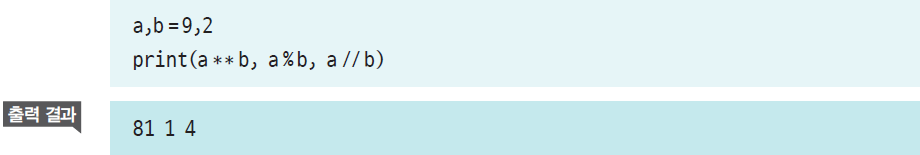 a,b=9,2
print(a**b, a%b, a//b)
출력 결과
81 1 4